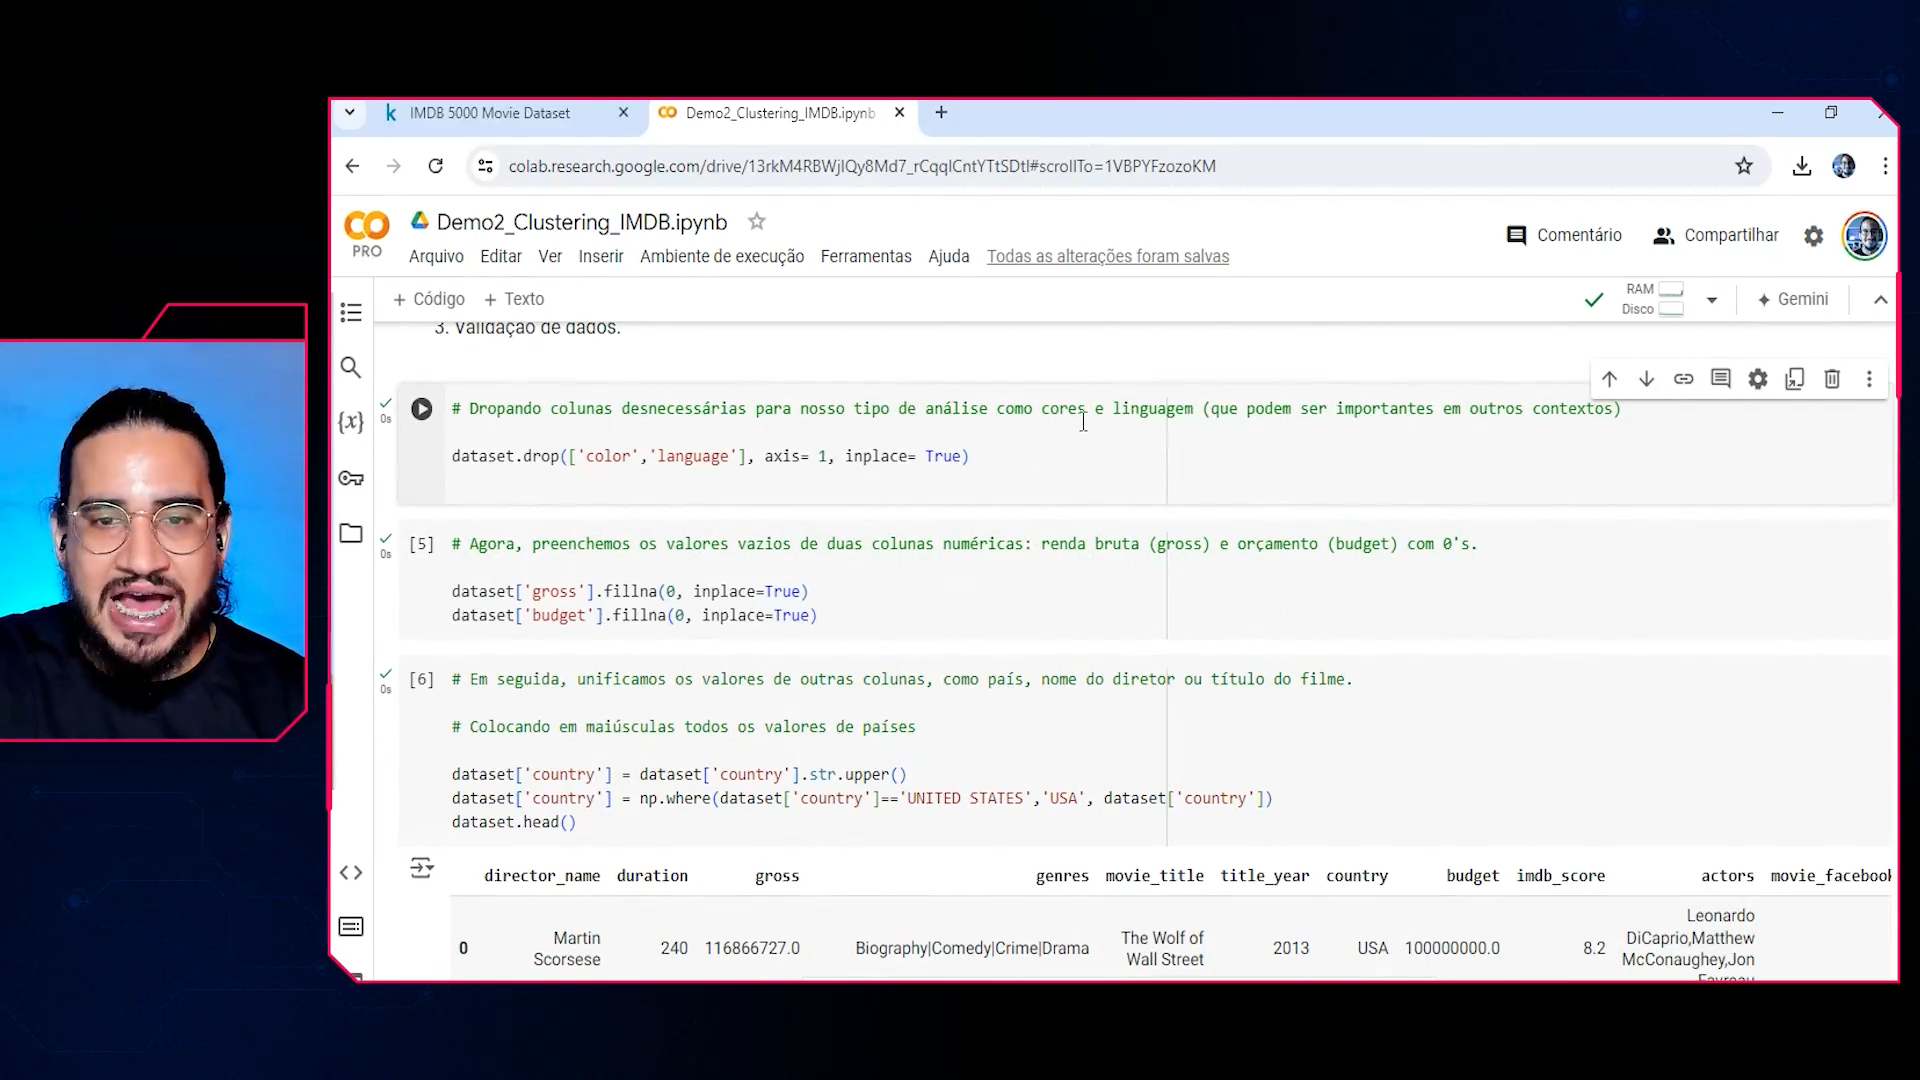 IMDB 5000 Movie Dataset
Demo2_Clustering_IMDB.ipynb
colab.research.google.com/drive/13rkM4RBWjIQy8Md7_rCqqICntYTtSDtI#scrollTo=1VBPYFzozoKM
CO
PRO
Demo2_Clustering_IMDB.ipynb
Arquivo Editar Ver Inserir Ambiente de execução Ferramentas Ajuda Todas as alterações foram salvas
Comentário Compartilhar
+ Código + Texto
RAM
Disco
Gemini
3. Validação de dados.
0s
# Dropando colunas desnecessárias para nosso tipo de análise como cores e linguagem (que podem ser importantes em outros contextos)
dataset.drop(['color','language'], axis= 1, inplace= True)
0s
[5] # Agora, preenchemos os valores vazios de duas colunas numéricas: renda bruta (gross) e orçamento (budget) com 0's.
dataset['gross'].fillna(0, inplace=True)
dataset['budget'].fillna(0, inplace=True)
0s
[6] # Em seguida, unificamos os valores de outras colunas, como país, nome do diretor ou título do filme.
# Colocando em maiúsculas todos os valores de países
dataset['country'] = dataset['country'].str.upper()
dataset['country'] = np.where(dataset['country']=='UNITED STATES','USA', dataset['country'])
dataset.head()
director_name duration gross genres movie_title title_year country budget imdb_score actors movie_facebook
0 Martin Scorsese 240 116866727.0 Biography|Comedy|Crime|Drama The Wolf of Wall Street 2013 USA 100000000.0 8.2 Leonardo DiCaprio,Matthew McConaughey,Jon Favreau